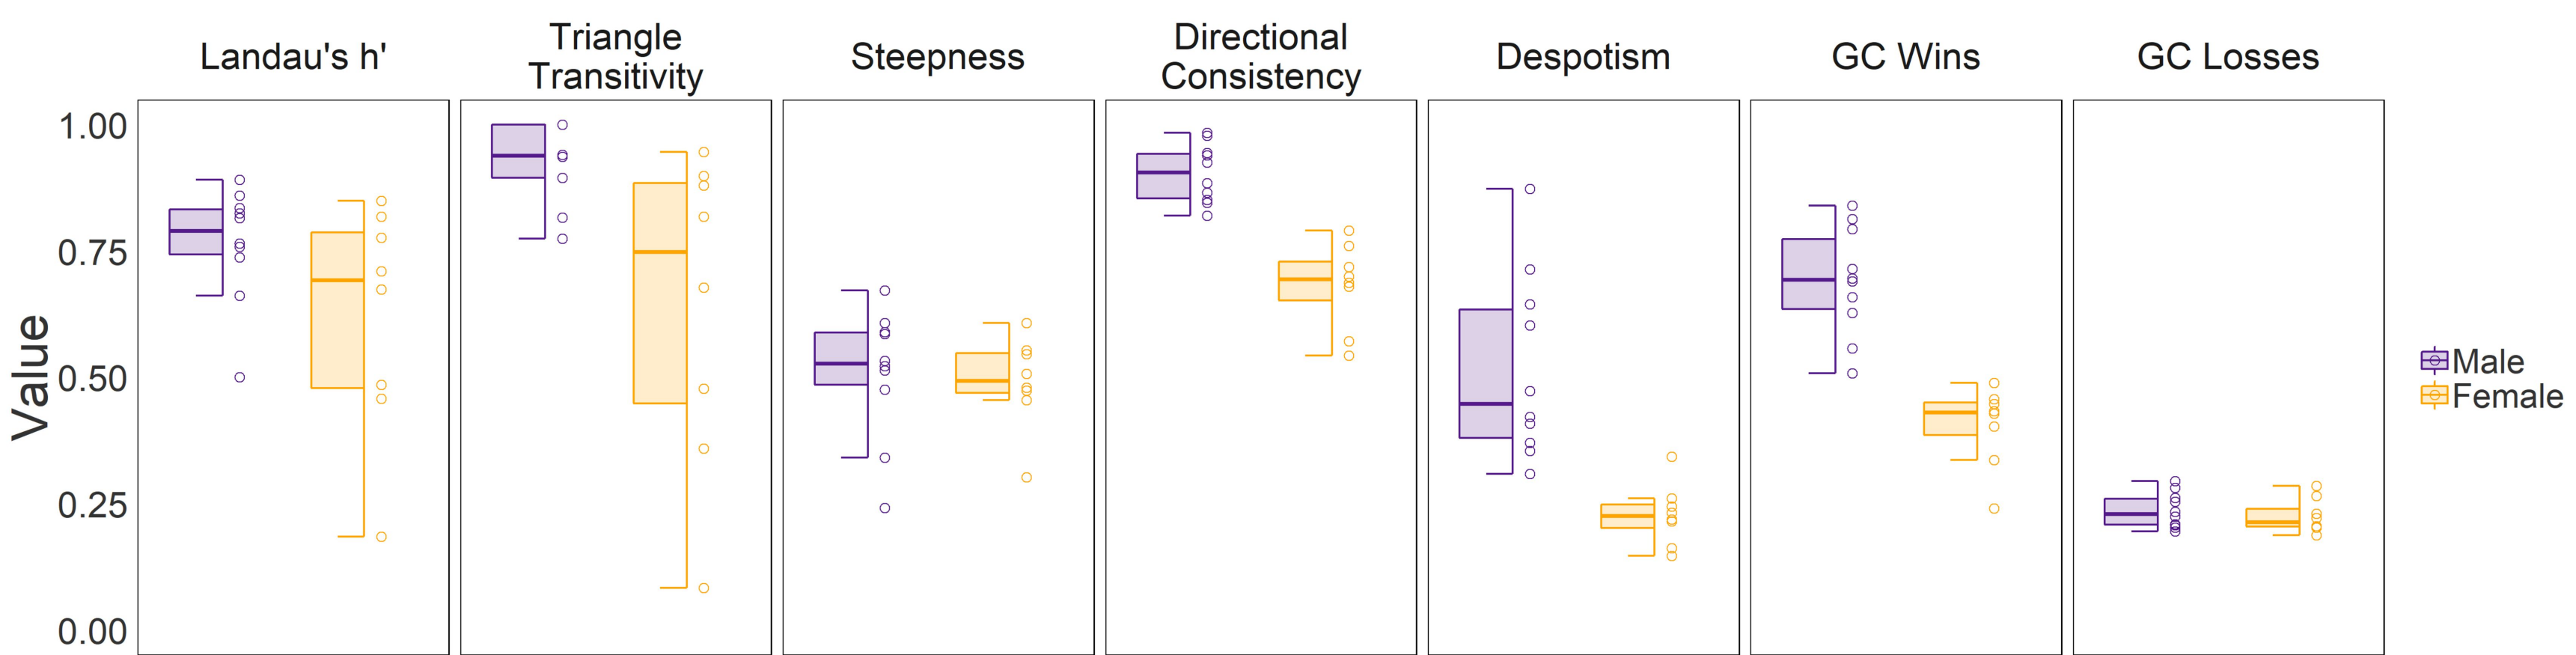 Landau's h'
Triangle
Transitivity
Steepness
Directional
Consistency
Despotism
GC Wins
GC Losses
1.00
0.75
0.50
0.25
0.00
Value
Male
Female